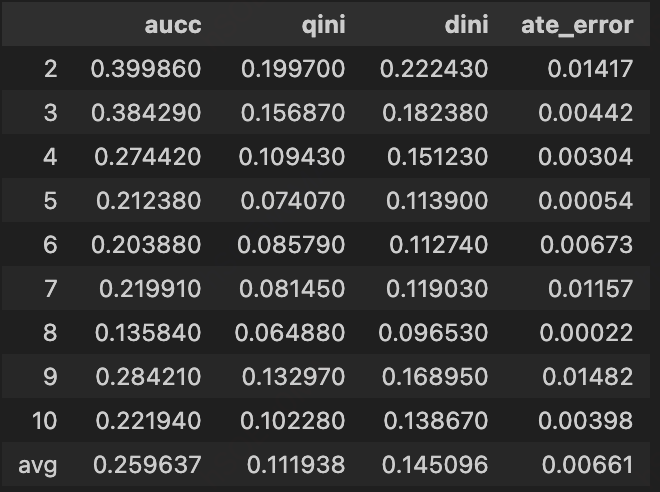 aucc qini dini ate_error
2 0.399860 0.199700 0.222430 0.01417
3 0.384290 0.156870 0.182380 0.00442
4 0.274420 0.109430 0.151230 0.00304
5 0.212380 0.074070 0.113900 0.00054
6 0.203880 0.085790 0.112740 0.00673
7 0.219910 0.081450 0.119030 0.01157
8 0.135840 0.064880 0.096530 0.00022
9 0.284210 0.132970 0.168950 0.01482
10 0.221940 0.102280 0.138670 0.00398
avg 0.259637 0.111938 0.145096 0.00661